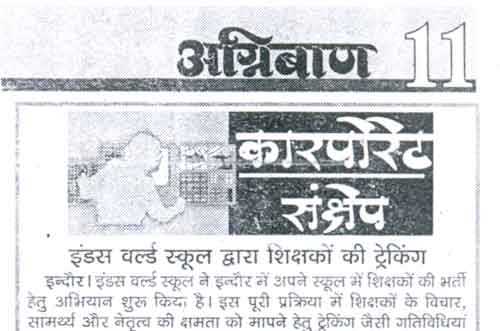 अग्निबाण 11
कारपोरेट
संक्षेप
इंडस वर्ल्ड स्कूल द्वारा शिक्षकों की ट्रेकिंग
इन्दौर। इंडस वर्ल्ड स्कूल ने इन्दौर में अपने स्कूल में शिक्षकों की भर्ती
हेतु अभियान शुरू किया है। इस पूरी प्रक्रिया में शिक्षकों के विचार,
सामर्थ्य और नेतृत्व की क्षमता को मापने हेतु ट्रेकिंग जैसी गतिविधियां